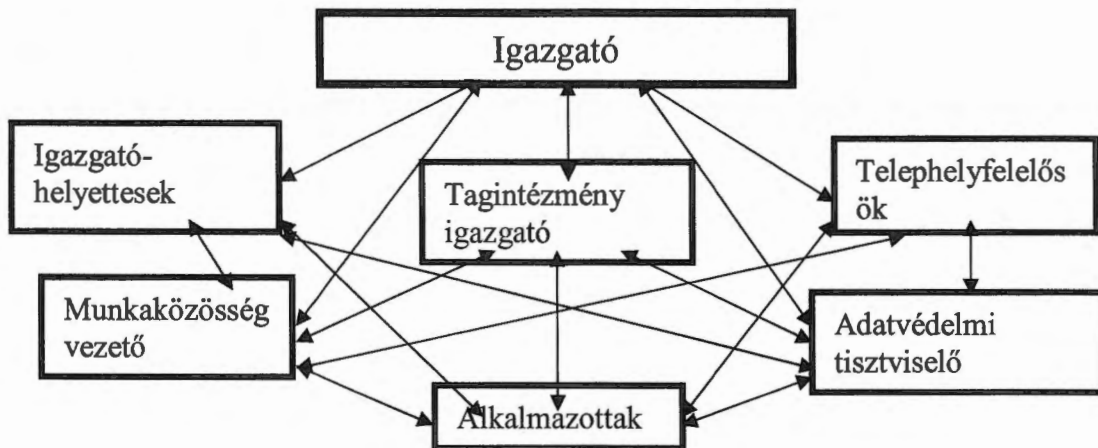 Igazgató
Igazgató-
helyettesek
Tagintézmény
igazgató
Telephelyfelelős
ök
Munkaközösség
vezető
Adatvédelmi
tisztviselő
Alkalmazottak